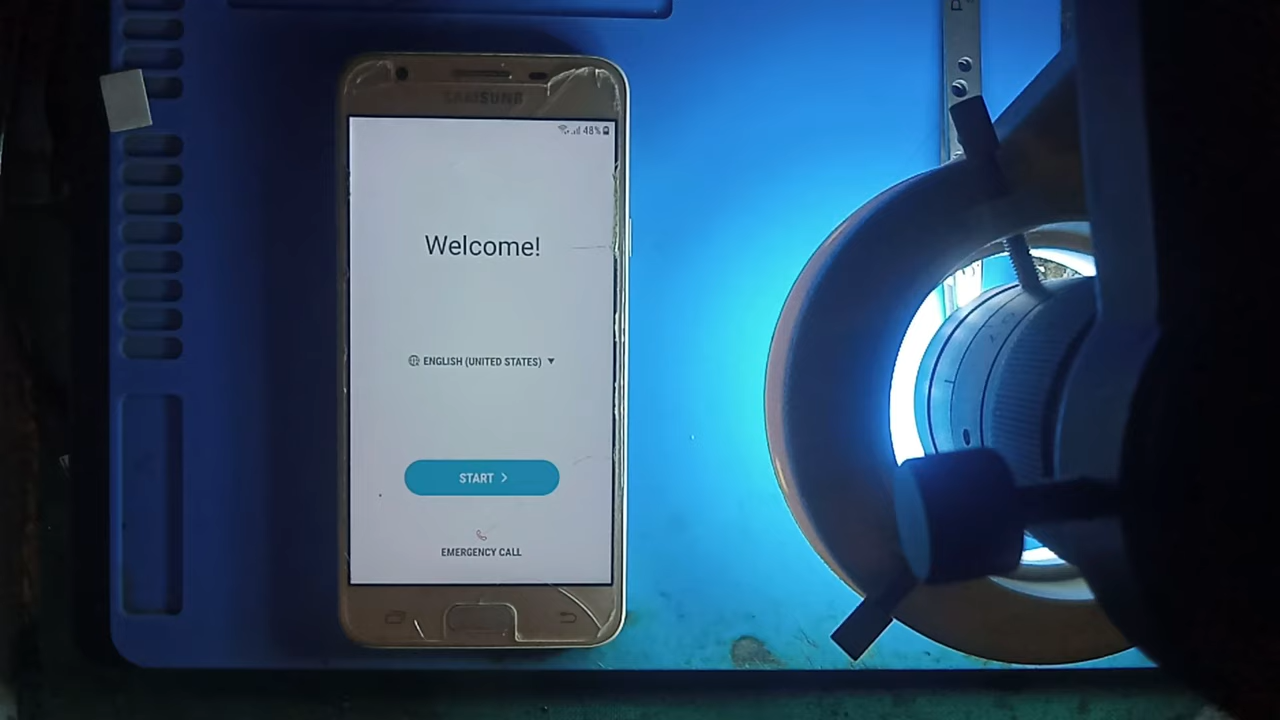 SAMSUNG
48%
Welcome!
ENGLISH (UNITED STATES)
START
EMERGENCY CALL